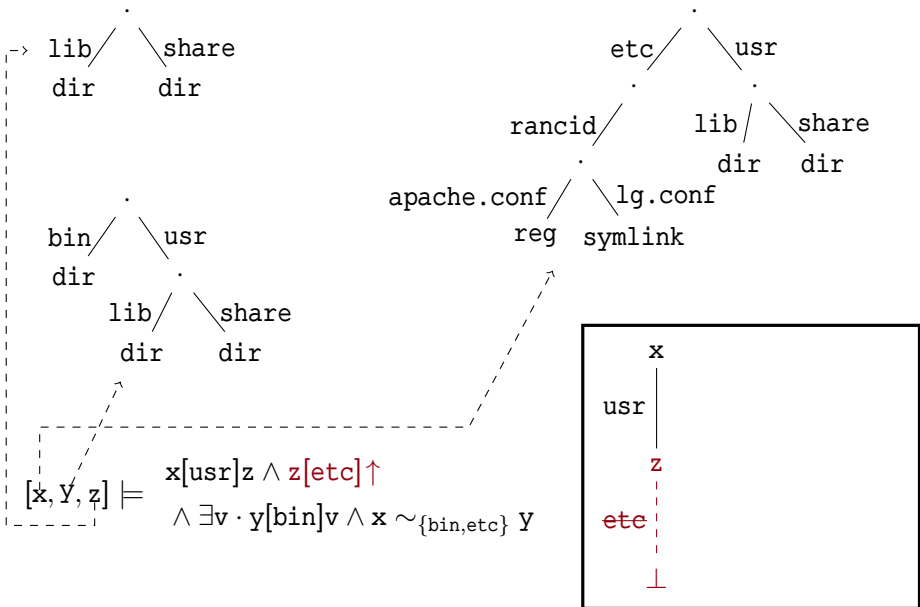 lib share
dir dir
etc usr
rancid lib share
dir dir
apache.conf lg.conf
reg symlink
bin usr
dir
lib share
dir dir
[x, y, z] ⊨ x[usr]z ∧ z[etc]↑
∧ ∃v · y[bin]v ∧ x ∼{bin,etc} y
x
usr
z
etc
⊥